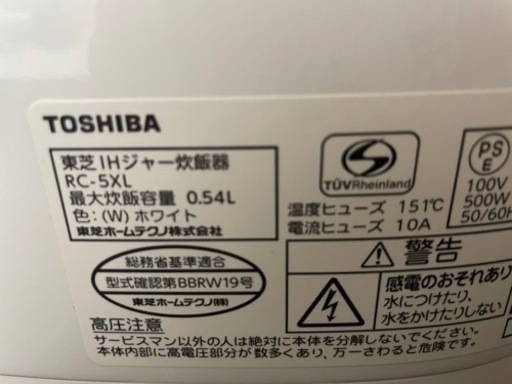 TOSHIBA
東芝IHジャー炊飯器
RC-5XL
最大炊飯容量 0.54L
色:(W) ホワイト
東芝ホームテクノ株式会社
S
TÜVRheinland
PS
E
100V
500W
50/60H
温度ヒューズ 151℃
電流ヒューズ 10A
総務省基準適合
型式確認第BBRW19号
東芝ホームテクノ(株)
警告
感電のおそれあり
水につけたり、
水をかけたりしない
高圧注意
サービスマン以外の人は絶対に本体を分解しないでください。
本体内部に高電圧部分が数多くあり、万一さわると危険です。